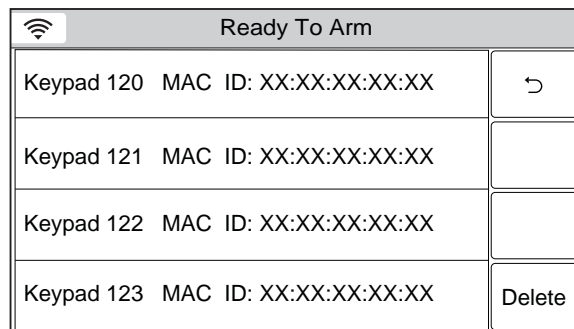 Ready To Arm
Keypad 120 MAC ID: XX:XX:XX:XX:XX
Keypad 121 MAC ID: XX:XX:XX:XX:XX
Keypad 122 MAC ID: XX:XX:XX:XX:XX
Keypad 123 MAC ID: XX:XX:XX:XX:XX
Delete